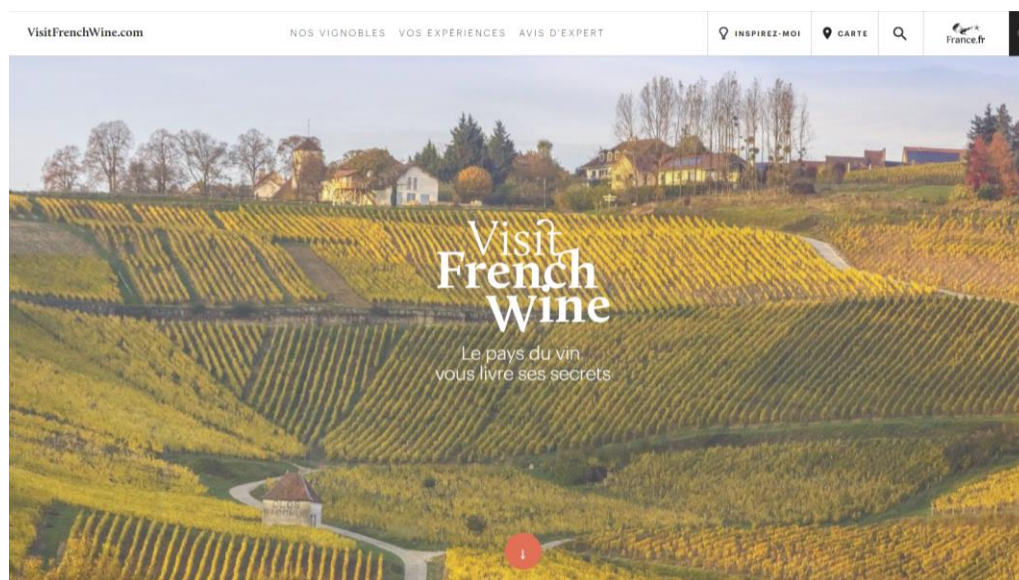 VisitFrenchWine.com
NOS VIGNOBLES VOS EXPÉRIENCES AVIS D'EXPERT
INSPIREZ-MOI
CARTE
France.fr
Visit
French
Wine
Le pays du vin
vous livre ses secrets
CLOS